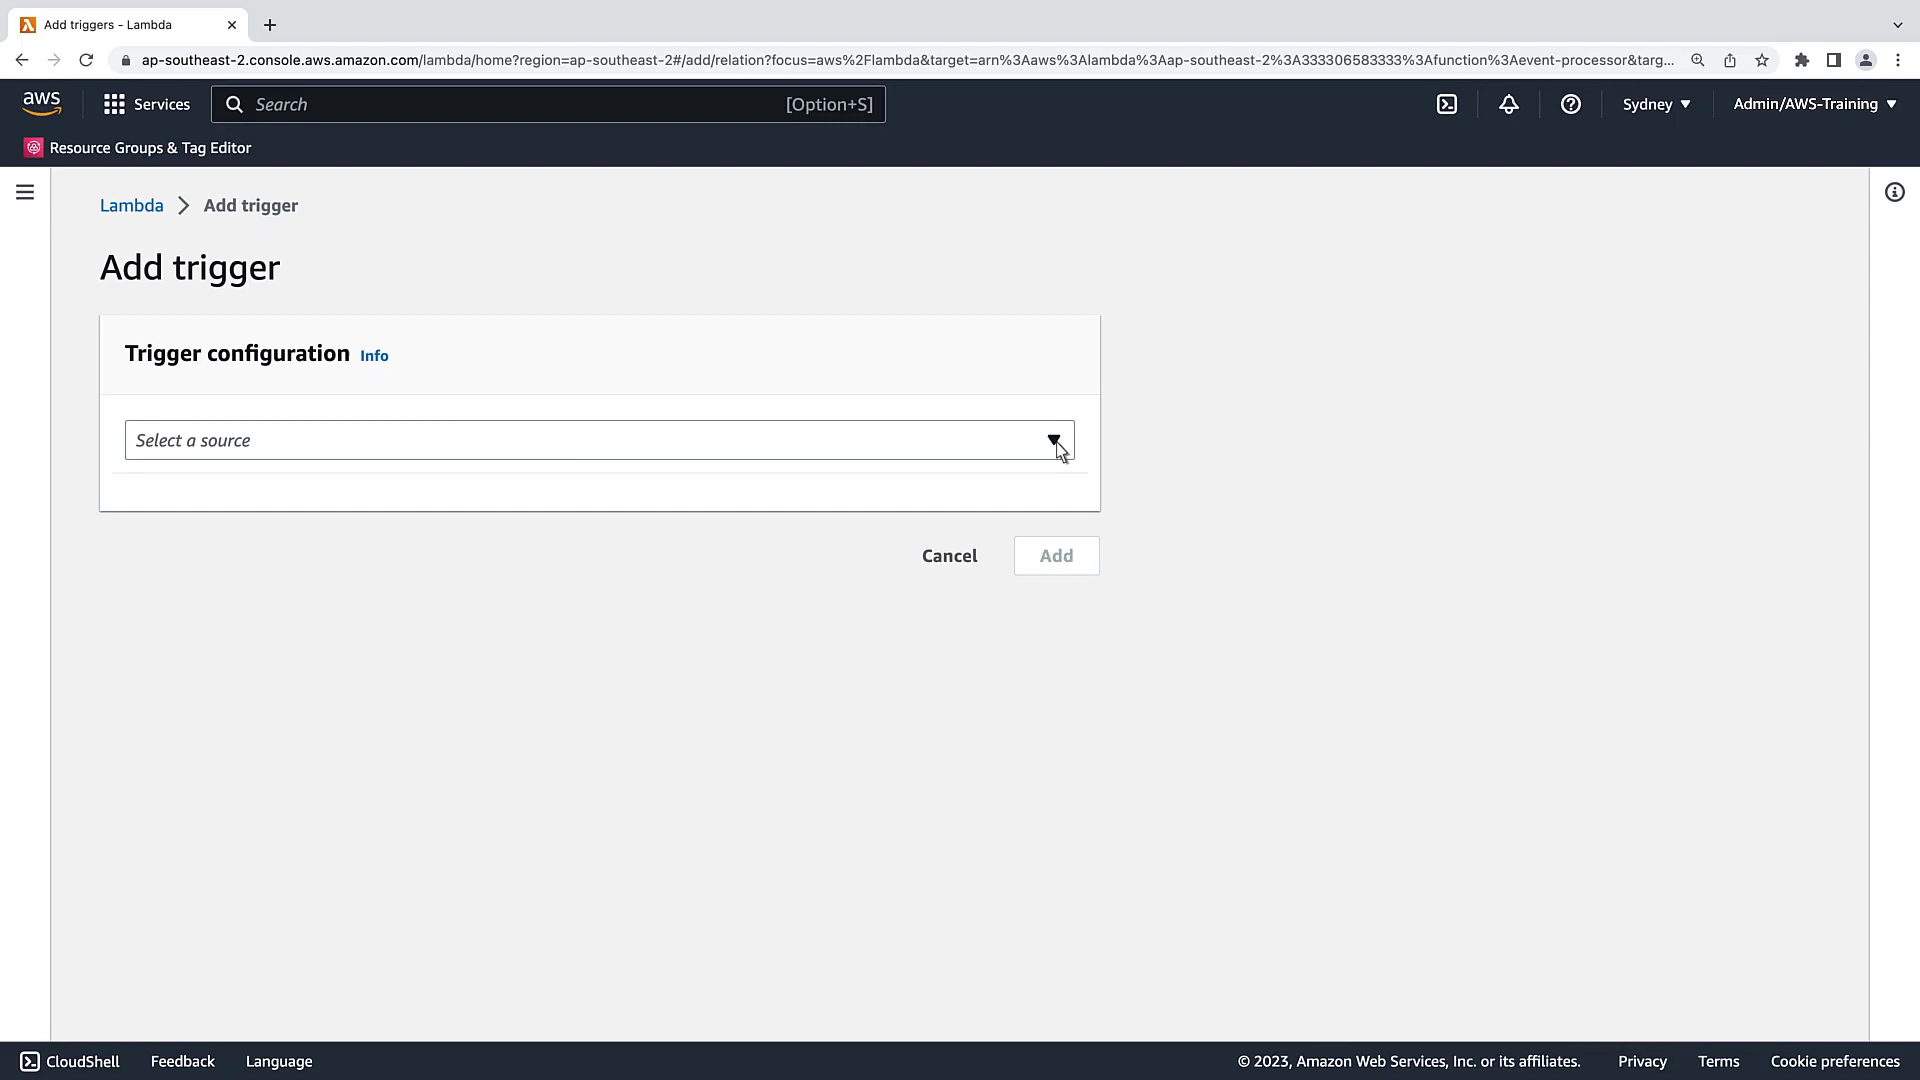 Add triggers - Lambda
ap-southeast-2.console.aws.amazon.com/lambda/home?region=ap-southeast-2#/add/relation?focus=aws%2Flambda&target=arn%3Aaws%3Alambda%3Aap-southeast-2%3A333306583333%3Afunction%3Aevent-processor&targ...
aws Services Search [Option+S] Sydney Admin/AWS-Training
Resource Groups & Tag Editor
Lambda Add trigger
Add trigger
Trigger configuration Info
Select a source
Cancel Add
CloudShell Feedback Language © 2023, Amazon Web Services, Inc. or its affiliates. Privacy Terms Cookie preferences